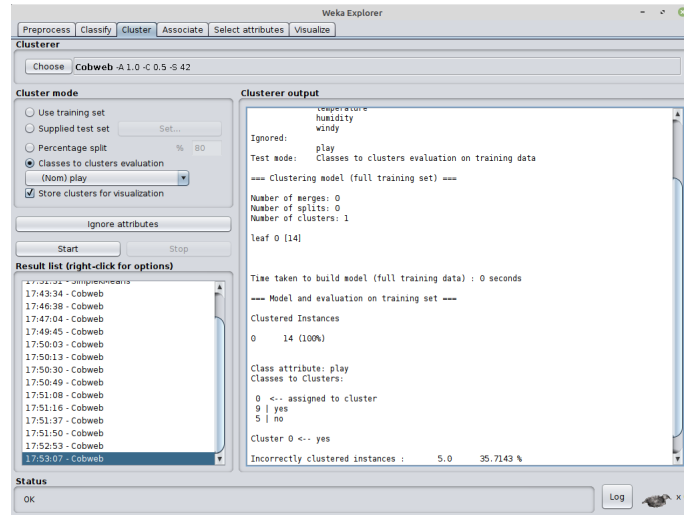 Weka Explorer
Preprocess Classify Cluster Associate Select attributes Visualize
Clusterer
Choose Cobweb -A 1.0 -C 0.5 -S 42
Cluster mode
Use training set
Supplied test set Set...
Percentage split % 80
Classes to clusters evaluation
(Nom) play
Store clusters for visualization
Ignore attributes
Start Stop
Result list (right-click for options)
17:51:51 - SimpleKMeans
17:43:34 - Cobweb
17:46:38 - Cobweb
17:47:04 - Cobweb
17:49:45 - Cobweb
17:50:03 - Cobweb
17:50:13 - Cobweb
17:50:30 - Cobweb
17:50:49 - Cobweb
17:51:08 - Cobweb
17:51:16 - Cobweb
17:51:37 - Cobweb
17:51:50 - Cobweb
17:52:53 - Cobweb
17:53:07 - Cobweb
Clusterer output
temperature
humidity
windy
Ignored:
play
Test mode: Classes to clusters evaluation on training data
=== Clustering model (full training set) ===
Number of merges: 0
Number of splits: 0
Number of clusters: 1
leaf 0 [14]
Time taken to build model (full training data) : 0 seconds
=== Model and evaluation on training set ===
Clustered Instances
0 14 (100%)
Class attribute: play
Classes to Clusters:
0 <-- assigned to cluster
9 | yes
5 | no
Cluster 0 <-- yes
Incorrectly clustered instances : 5.0 35.7143 %
Status
OK
Log
x